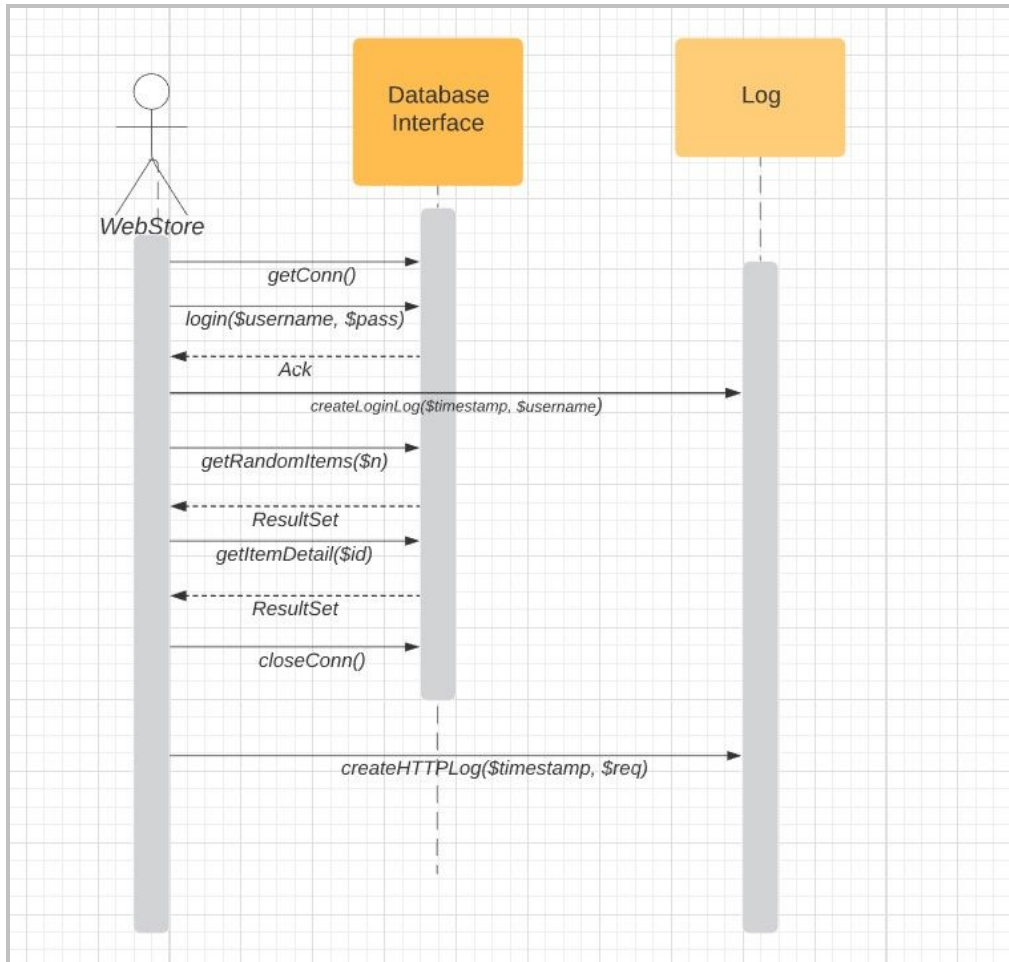 Database
Interface
Log
WebStore
getConn()
login($username, $pass)
Ack
createLoginLog($timestamp, $username)
getRandomItems($n)
ResultSet
getItemDetail($id)
ResultSet
closeConn()
createHTTPLog($timestamp, $req)